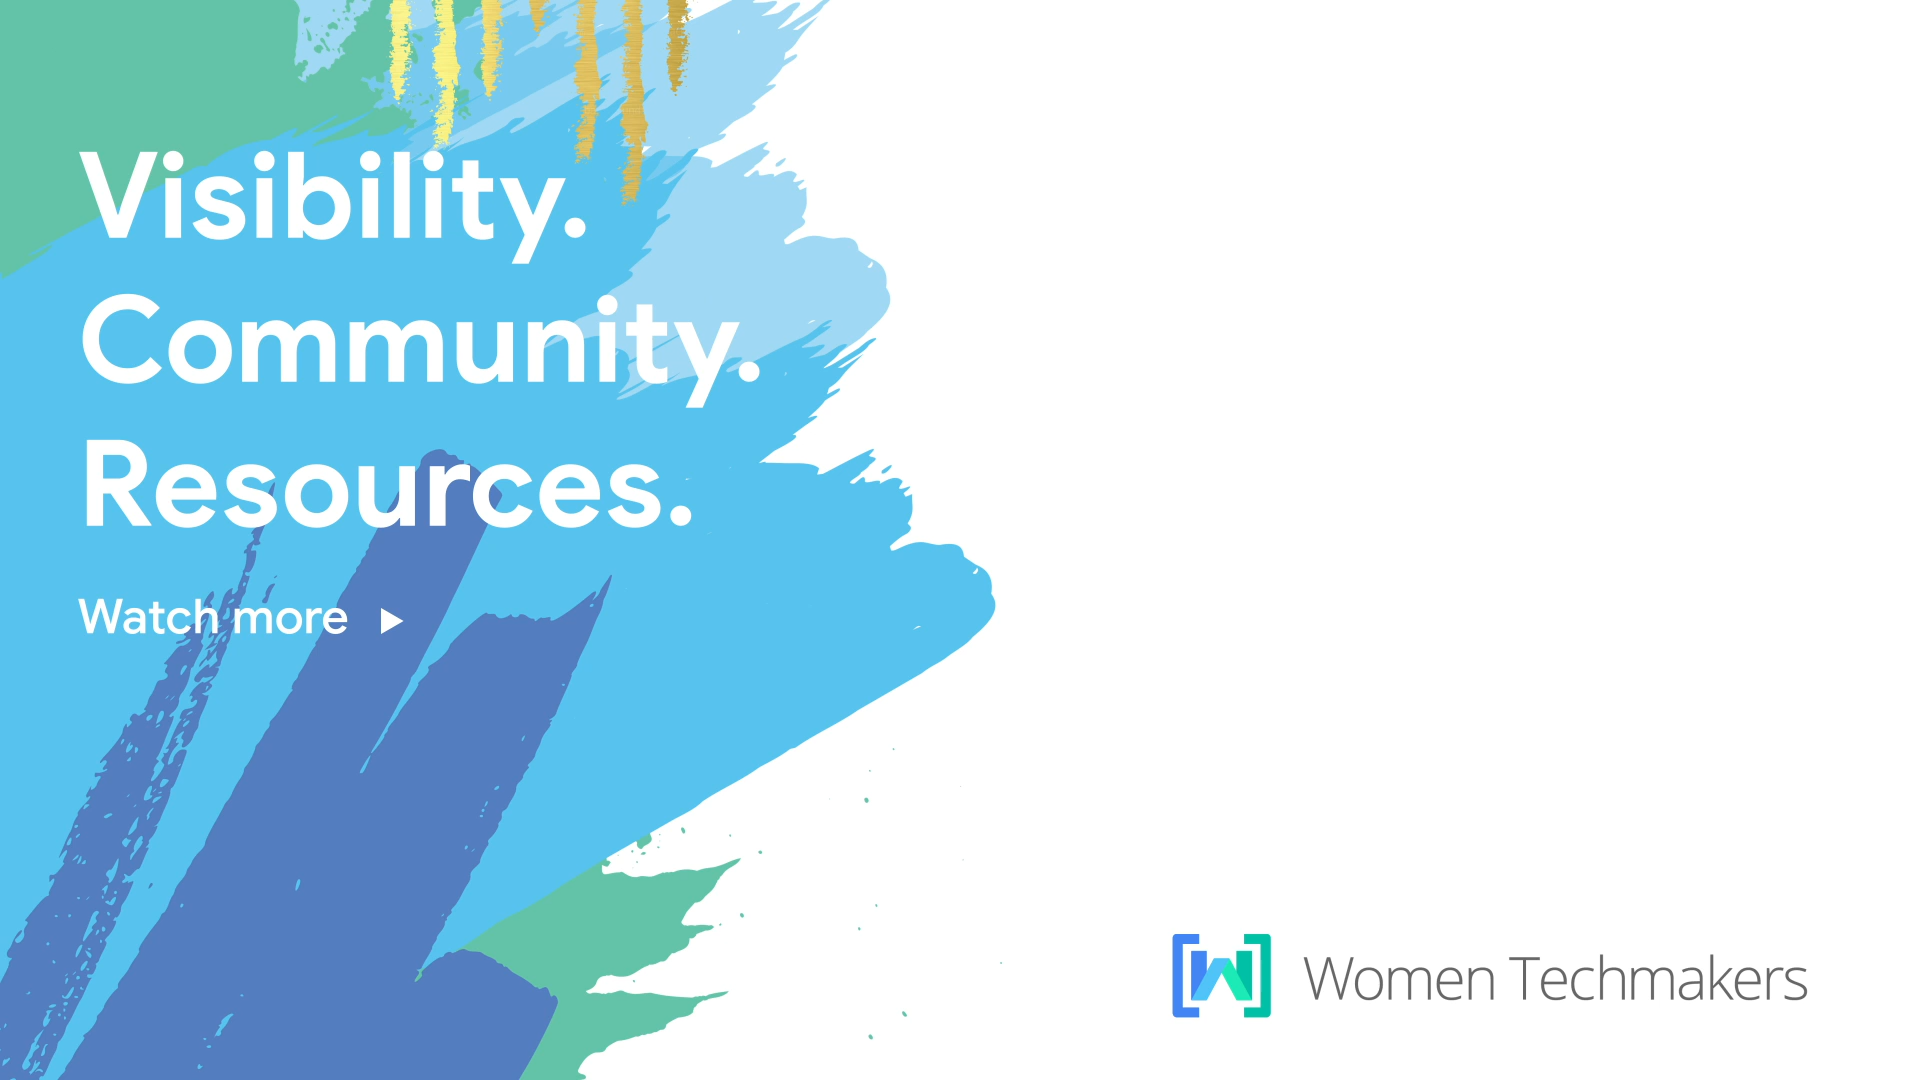 Visibility.
Community.
Resources.
Watch more
Women Techmakers